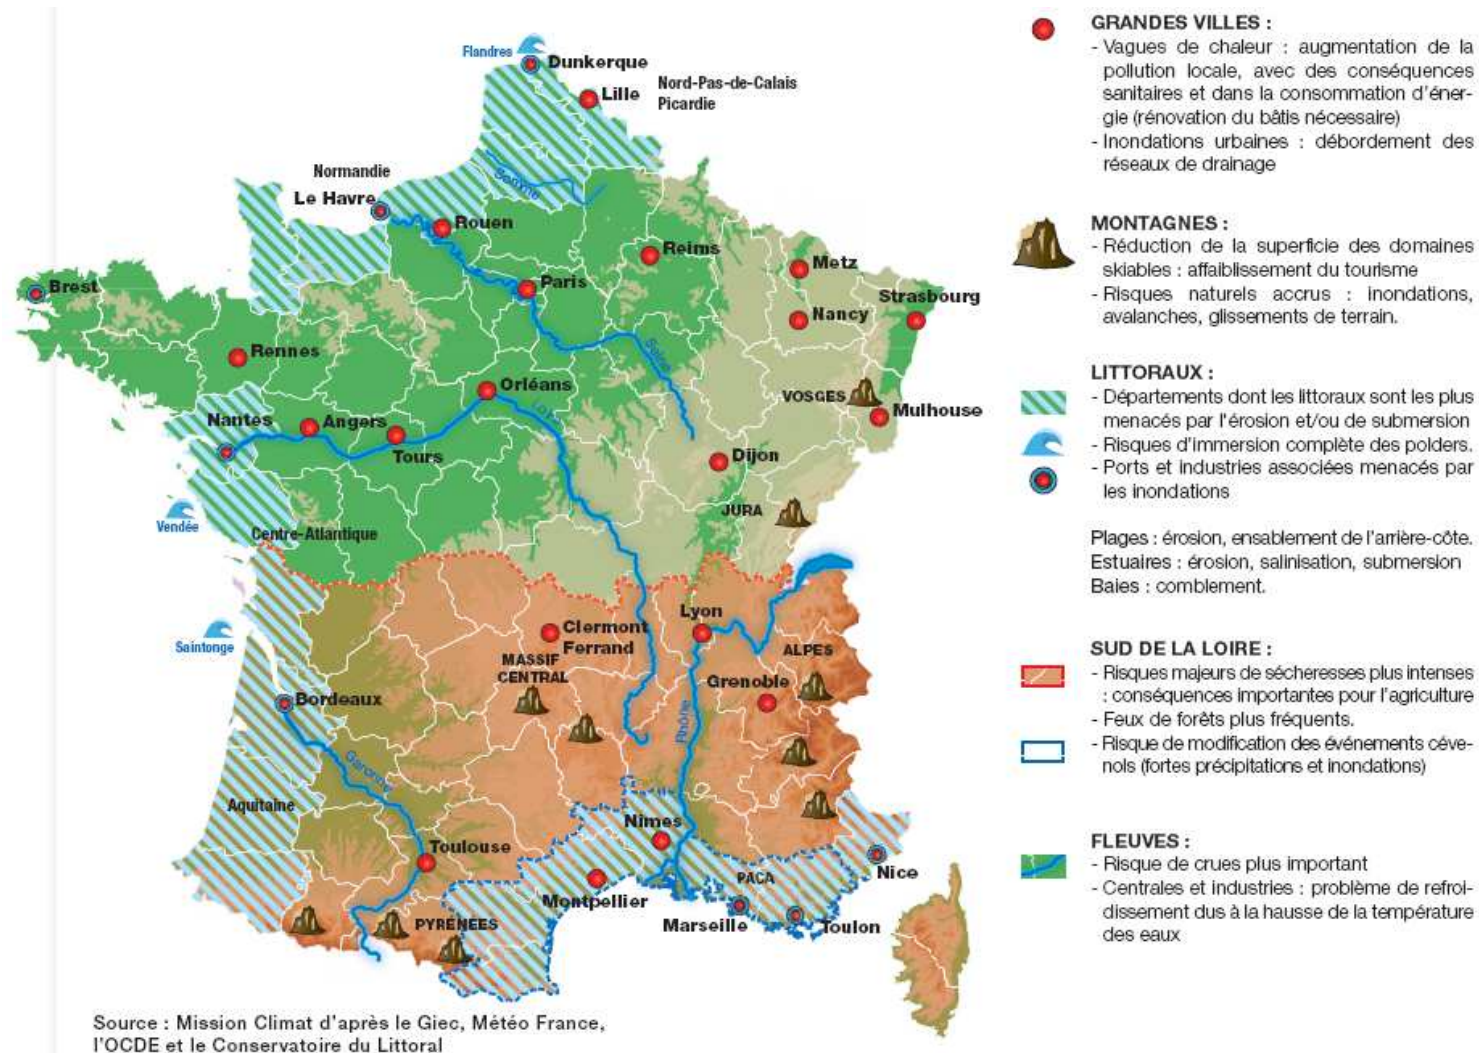 Flandres
Dunkerque
Lille
Nord-Pas-de-Calais
Picardie
Normandie
Le Havre
Somme
Rouen
Reims
Metz
Brest
Paris
Strasbourg
Nancy
Rennes
Seine
Orléans
VOSGES
Loire
Mulhouse
Nantes
Angers
Tours
Dijon
JURA
Vendée
Centre-Atlantique
Lyon
Clermont
Ferrand
Saintonge
MASSIF
CENTRAL
ALPES
Grenoble
Bordeaux
Rhône
Garonne
Aquitaine
Nîmes
Toulouse
PACA
Nice
Montpellier
PYRENEES
Marseille
Toulon
Source : Mission Climat d'après le Giec, Météo France,
l'OCDE et le Conservatoire du Littoral
GRANDES VILLES :
- Vagues de chaleur : augmentation de la
pollution locale, avec des conséquences
sanitaires et dans la consommation d'éner-
gie (rénovation du bâtis nécessaire)
- Inondations urbaines : débordement des
réseaux de drainage
MONTAGNES :
- Réduction de la superficie des domaines
skiables : affaiblissement du tourisme
- Risques naturels accrus : inondations,
avalanches, glissements de terrain.
LITTORAUX :
- Départements dont les littoraux sont les plus
menacés par l'érosion et/ou de submersion
- Risques d'immersion complète des polders.
- Ports et industries associées menacés par
les inondations
Plages : érosion, ensablement de l'arrière-côte.
Estuaires : érosion, salinisation, submersion
Baies : comblement.
SUD DE LA LOIRE :
- Risques majeurs de sécheresses plus intenses
: conséquences importantes pour l'agriculture
- Feux de forêts plus fréquents.
- Risque de modification des événements céve-
nols (fortes précipitations et inondations)
FLEUVES :
- Risque de crues plus important
- Centrales et industries : problème de refroi-
dissement dus à la hausse de la température
des eaux